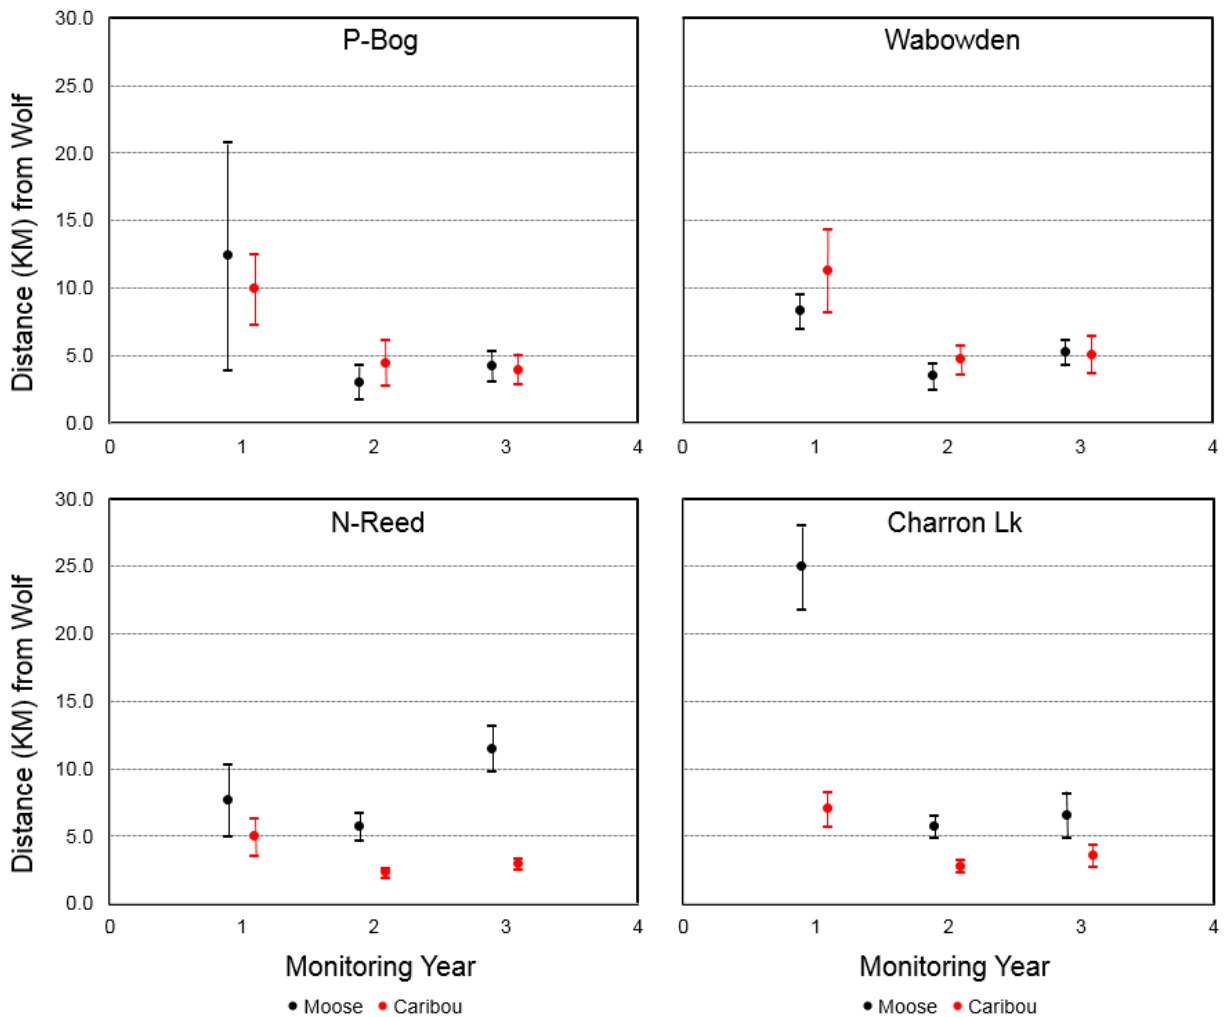 P-Bog
Distance (KM) from Wolf
30.0
25.0
20.0
15.0
10.0
5.0
0.0
0 1 2 3 4
Wabowden
0 1 2 3 4
N-Reed
Distance (KM) from Wolf
30.0
25.0
20.0
15.0
10.0
5.0
0.0
0 1 2 3 4
Monitoring Year
Moose Caribou
Charron Lk
0 1 2 3 4
Monitoring Year
Moose Caribou